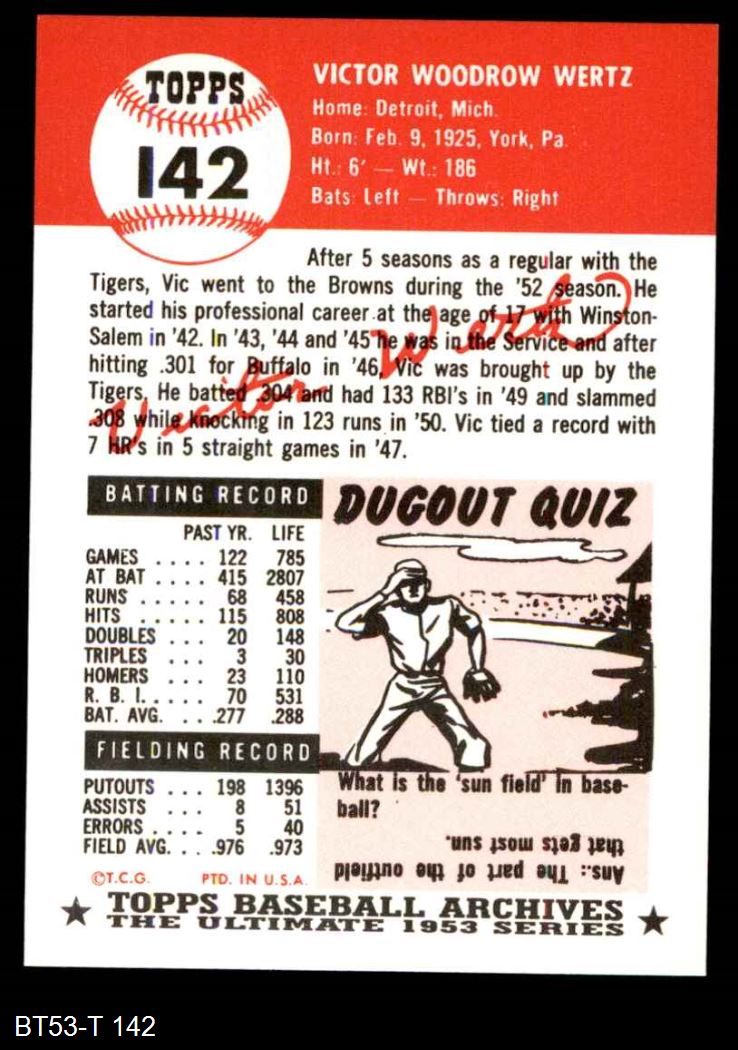 TOPPS
142
VICTOR WOODROW WERTZ
Home: Detroit, Mich.
Born: Feb. 9, 1925, York, Pa.
Ht.: 6' — Wt.: 186
Bats: Left — Throws: Right
After 5 seasons as a regular with the
Tigers, Vic went to the Browns during the '52 season. He
started his professional career at the age of 17 with Winston-
Salem in '42. In '43, '44 and '45 he was in the Service and after
hitting .301 for Buffalo in '46, Vic was brought up by the
Tigers. He batted .304 and had 133 RBI's in '49 and slammed
.308 while knocking in 123 runs in '50. Vic tied a record with
7 HR's in 5 straight games in '47.
Victor Wertz
BATTING RECORD
PAST YR. LIFE
GAMES .... 122 785
AT BAT .... 415 2807
RUNS ..... 68 458
HITS ..... 115 808
DOUBLES ... 20 148
TRIPLES ... 3 30
HOMERS ... 23 110
R. B. I...... 70 531
BAT. AVG. ... .277 .288
FIELDING RECORD
PUTOUTS ... 198 1396
ASSISTS ... 8 51
ERRORS .... 5 40
FIELD AVG. ... .976 .973
©T.C.G. PTD. IN U.S.A.
DUGOUT QUIZ
What is the 'sun field' in base-
ball?
Ans.: The part of the outfield
that gets most sun.
TOPPS BASEBALL ARCHIVES
THE ULTIMATE 1953 SERIES
BT53-T 142